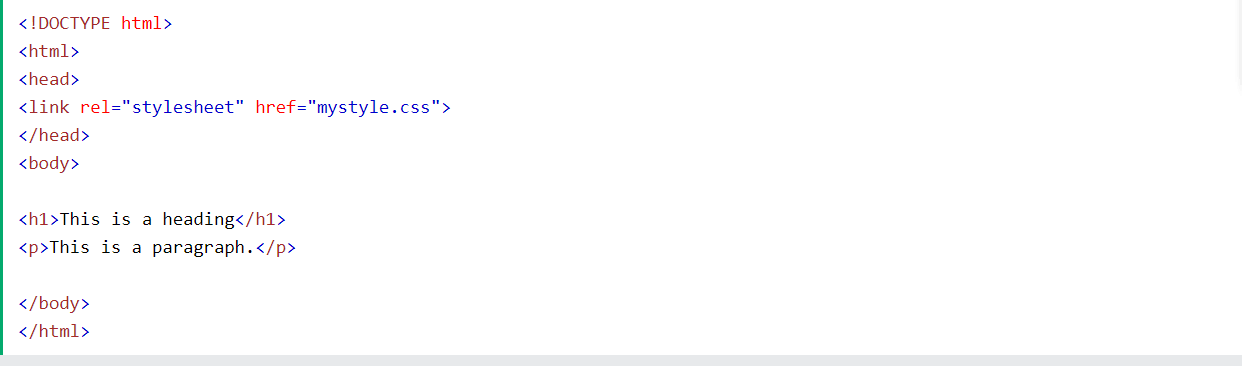 <!DOCTYPE html>
<html>
<head>
<link rel="stylesheet" href="mystyle.css">
</head>
<body>
<h1>This is a heading</h1>
<p>This is a paragraph.</p>
</body>
</html>